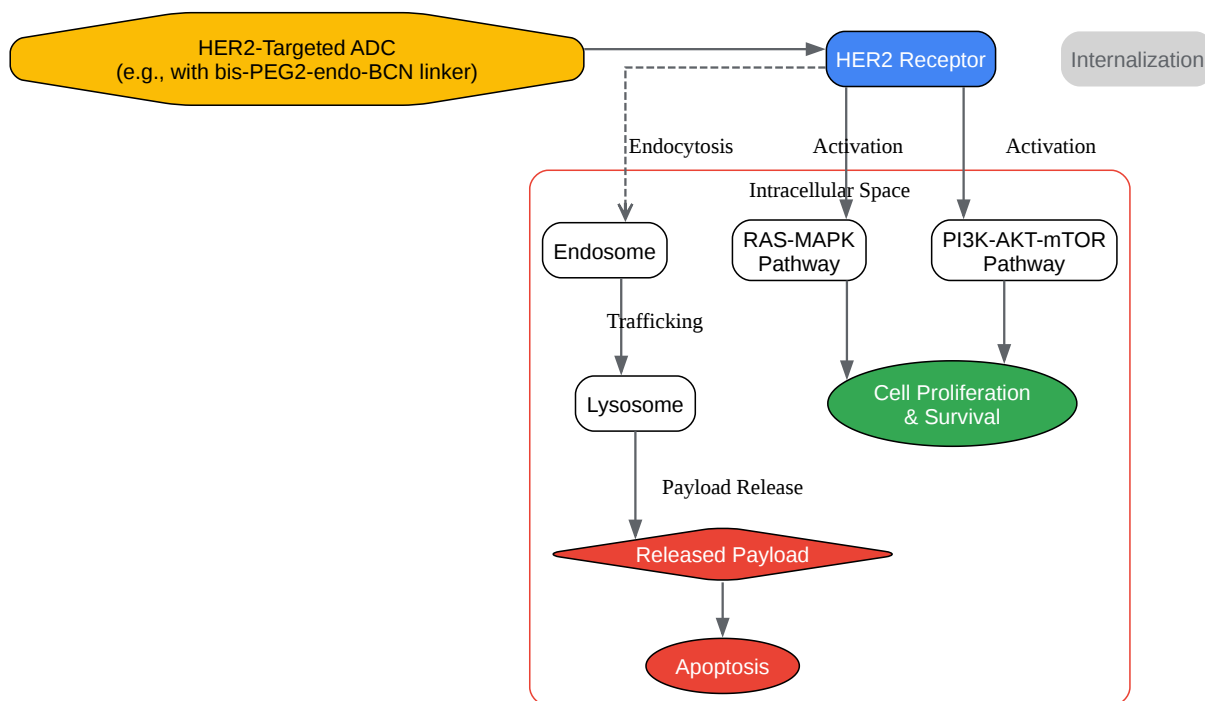 HER2-Targeted ADC
(e.g., with bis-PEG2-endo-BCN linker)
HER2 Receptor
Internalization
Endocytosis
Activation
Activation
Intracellular Space
Endosome
RAS-MAPK
Pathway
PI3K-AKT-mTOR
Pathway
Trafficking
Lysosome
Cell Proliferation
& Survival
Payload Release
Released Payload
Apoptosis